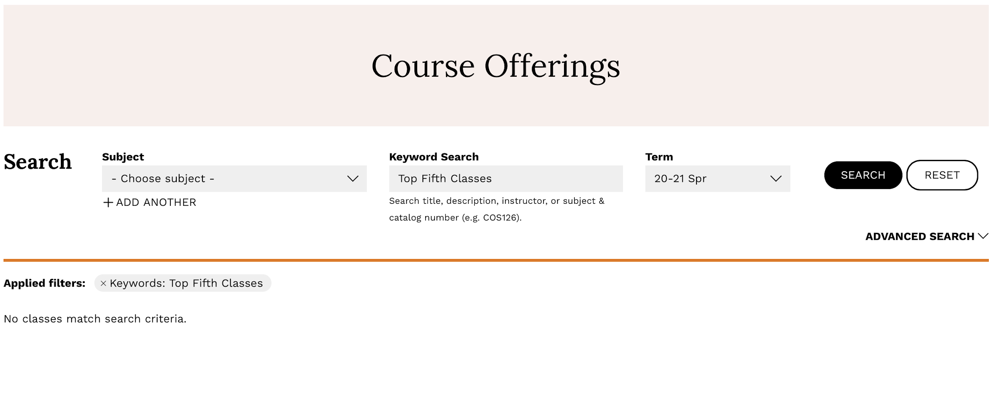 Course Offerings
Search
Subject
- Choose subject -
+ ADD ANOTHER
Keyword Search
Top Fifth Classes
Search title, description, instructor, or subject &
catalog number (e.g. COS126).
Term
20-21 Spr
SEARCH
RESET
ADVANCED SEARCH
Applied filters:
× Keywords: Top Fifth Classes
No classes match search criteria.